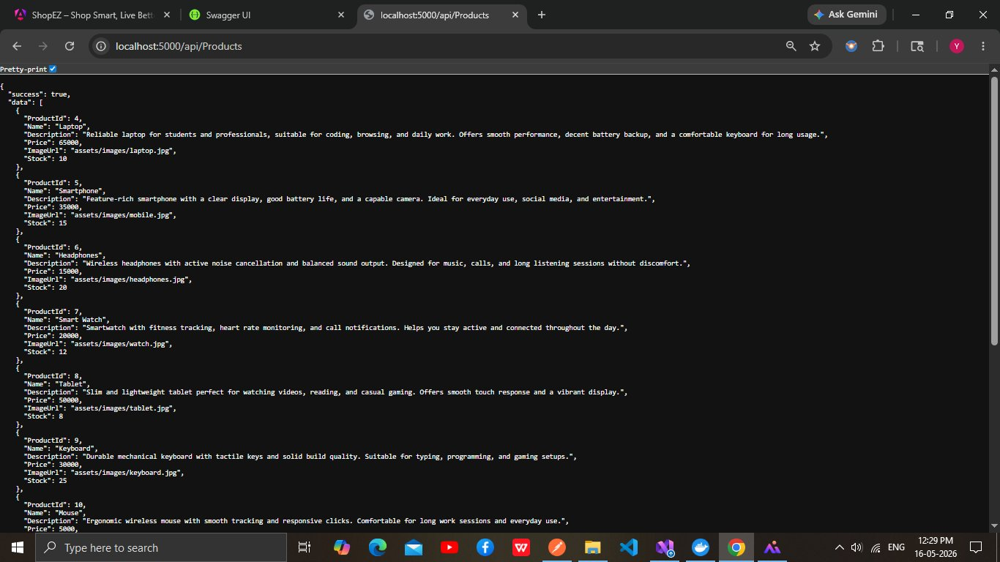 ShopEZ – Shop Smart, Live Bett
Swagger UI
localhost:5000/api/Products
Ask Gemini
localhost:5000/api/Products
Y
Pretty-print
{
  "success": true,
  "data": [
    {
      "ProductId": 4,
      "Name": "Laptop",
      "Description": "Reliable laptop for students and professionals, suitable for coding, browsing, and daily work. Offers smooth performance, decent battery backup, and a comfortable keyboard for long usage.",
      "Price": 65000,
      "ImageUrl": "assets/images/laptop.jpg",
      "Stock": 10
    },
    {
      "ProductId": 5,
      "Name": "Smartphone",
      "Description": "Feature-rich smartphone with a clear display, good battery life, and a capable camera. Ideal for everyday use, social media, and entertainment.",
      "Price": 35000,
      "ImageUrl": "assets/images/mobile.jpg",
      "Stock": 15
    },
    {
      "ProductId": 6,
      "Name": "Headphones",
      "Description": "Wireless headphones with active noise cancellation and balanced sound output. Designed for music, calls, and long listening sessions without discomfort.",
      "Price": 15000,
      "ImageUrl": "assets/images/headphones.jpg",
      "Stock": 20
    },
    {
      "ProductId": 7,
      "Name": "Smart Watch",
      "Description": "Smartwatch with fitness tracking, heart rate monitoring, and call notifications. Helps you stay active and connected throughout the day.",
      "Price": 20000,
      "ImageUrl": "assets/images/watch.jpg",
      "Stock": 12
    },
    {
      "ProductId": 8,
      "Name": "Tablet",
      "Description": "Slim and lightweight tablet perfect for watching videos, reading, and casual gaming. Offers smooth touch response and a vibrant display.",
      "Price": 50000,
      "ImageUrl": "assets/images/tablet.jpg",
      "Stock": 8
    },
    {
      "ProductId": 9,
      "Name": "Keyboard",
      "Description": "Durable mechanical keyboard with tactile keys and solid build quality. Suitable for typing, programming, and gaming setups.",
      "Price": 30000,
      "ImageUrl": "assets/images/keyboard.jpg",
      "Stock": 25
    },
    {
      "ProductId": 10,
      "Name": "Mouse",
      "Description": "Ergonomic wireless mouse with smooth tracking and responsive clicks. Comfortable for long work sessions and everyday use.",
      "Price": 5000,
Type here to search
ENG
12:29 PM
16-05-2026